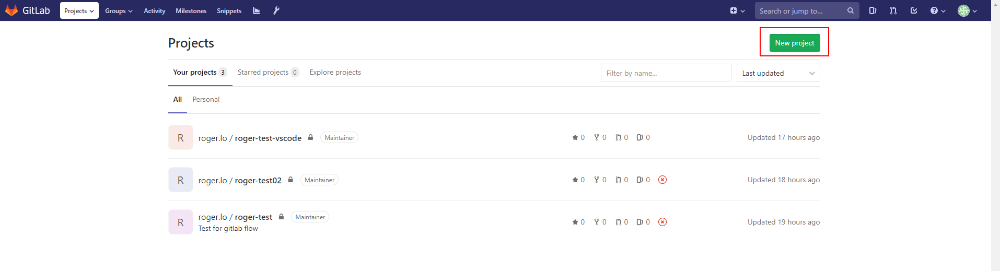 GitLab Projects Groups Activity Milestones Snippets Search or jump to...
Projects New project
Your projects 3 Starred projects 0 Explore projects Filter by name... Last updated
All Personal
R roger.lo / roger-test-vscode Maintainer 0 0 0 0 Updated 17 hours ago
R roger.lo / roger-test02 Maintainer 0 0 0 0 Updated 18 hours ago
R roger.lo / roger-test Maintainer 0 0 0 0 Updated 19 hours ago
Test for gitlab flow